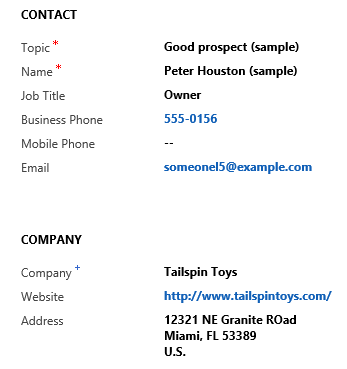 CONTACT
Topic * Good prospect (sample)
Name * Peter Houston (sample)
Job Title Owner
Business Phone 555-0156
Mobile Phone --
Email someonel5@example.com
COMPANY
Company + Tailspin Toys
Website http://www.tailspintoys.com/
Address 12321 NE Granite ROad
Miami, FL 53389
U.S.